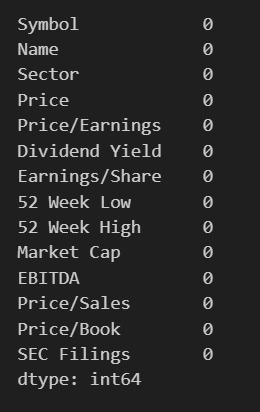 Symbol 0
Name 0
Sector 0
Price 0
Price/Earnings 0
Dividend Yield 0
Earnings/Share 0
52 Week Low 0
52 Week High 0
Market Cap 0
EBITDA 0
Price/Sales 0
Price/Book 0
SEC Filings 0
dtype: int64